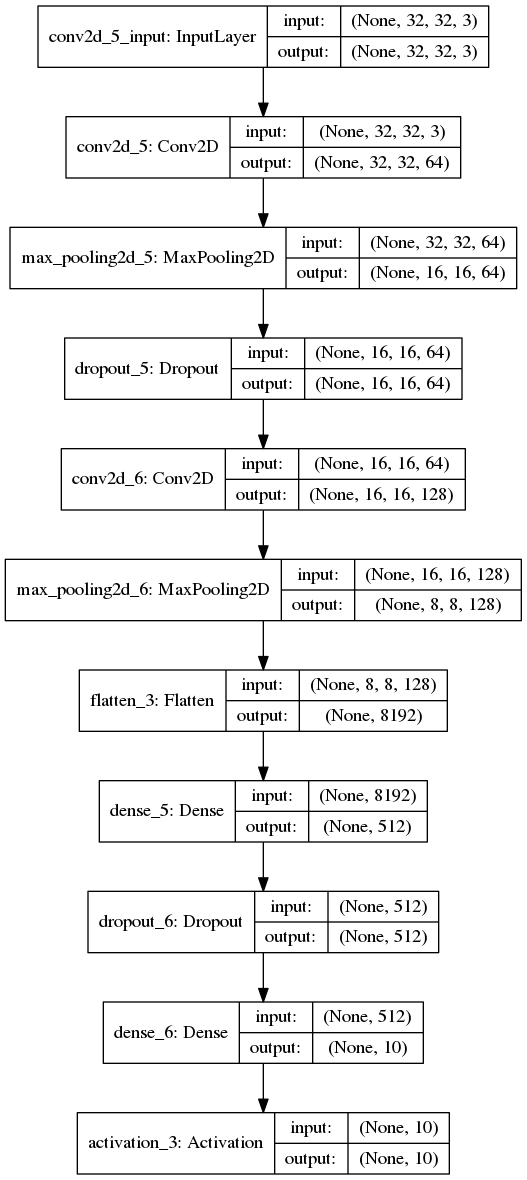 conv2d_5_input: InputLayer
input: (None, 32, 32, 3)
output: (None, 32, 32, 3)
conv2d_5: Conv2D
input: (None, 32, 32, 3)
output: (None, 32, 32, 64)
max_pooling2d_5: MaxPooling2D
input: (None, 32, 32, 64)
output: (None, 16, 16, 64)
dropout_5: Dropout
input: (None, 16, 16, 64)
output: (None, 16, 16, 64)
conv2d_6: Conv2D
input: (None, 16, 16, 64)
output: (None, 16, 16, 128)
max_pooling2d_6: MaxPooling2D
input: (None, 16, 16, 128)
output: (None, 8, 8, 128)
flatten_3: Flatten
input: (None, 8, 8, 128)
output: (None, 8192)
dense_5: Dense
input: (None, 8192)
output: (None, 512)
dropout_6: Dropout
input: (None, 512)
output: (None, 512)
dense_6: Dense
input: (None, 512)
output: (None, 10)
activation_3: Activation
input: (None, 10)
output: (None, 10)